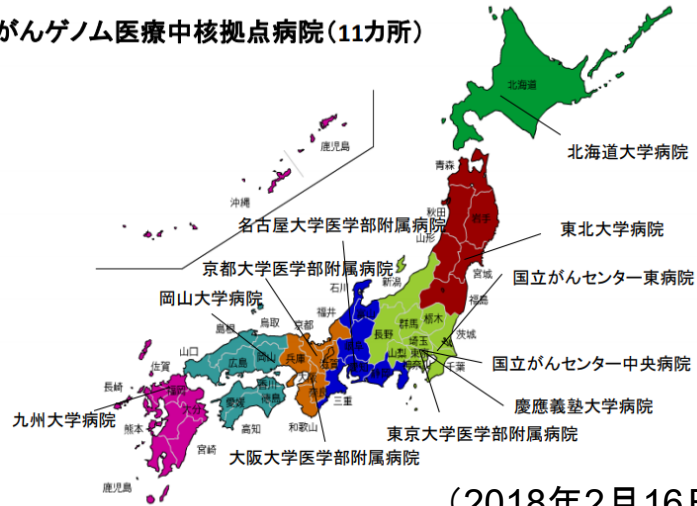 がんゲノム医療中核拠点病院（11カ所）
北海道
鹿児島
北海道大学病院
青森
沖縄
秋田
岩手
名古屋大学医学部附属病院
山形
東北大学病院
京都大学医学部附属病院
宮城
国立がんセンター東病院
石川
新潟
岡山大学病院
福島
福井
富山
群馬
栃木
鳥取
京都
島根
茨城
長野
埼玉
山口
岡山
兵庫
滋賀
山梨
東京
国立がんセンター中央病院
佐賀
広島
千葉
長崎
福岡
香川
大阪
奈良
慶應義塾大学病院
九州大学病院
大分
愛媛
徳島
三重
東京大学医学部附属病院
熊本
高知
和歌山
宮崎
大阪大学医学部附属病院
鹿児島
（2018年2月16日